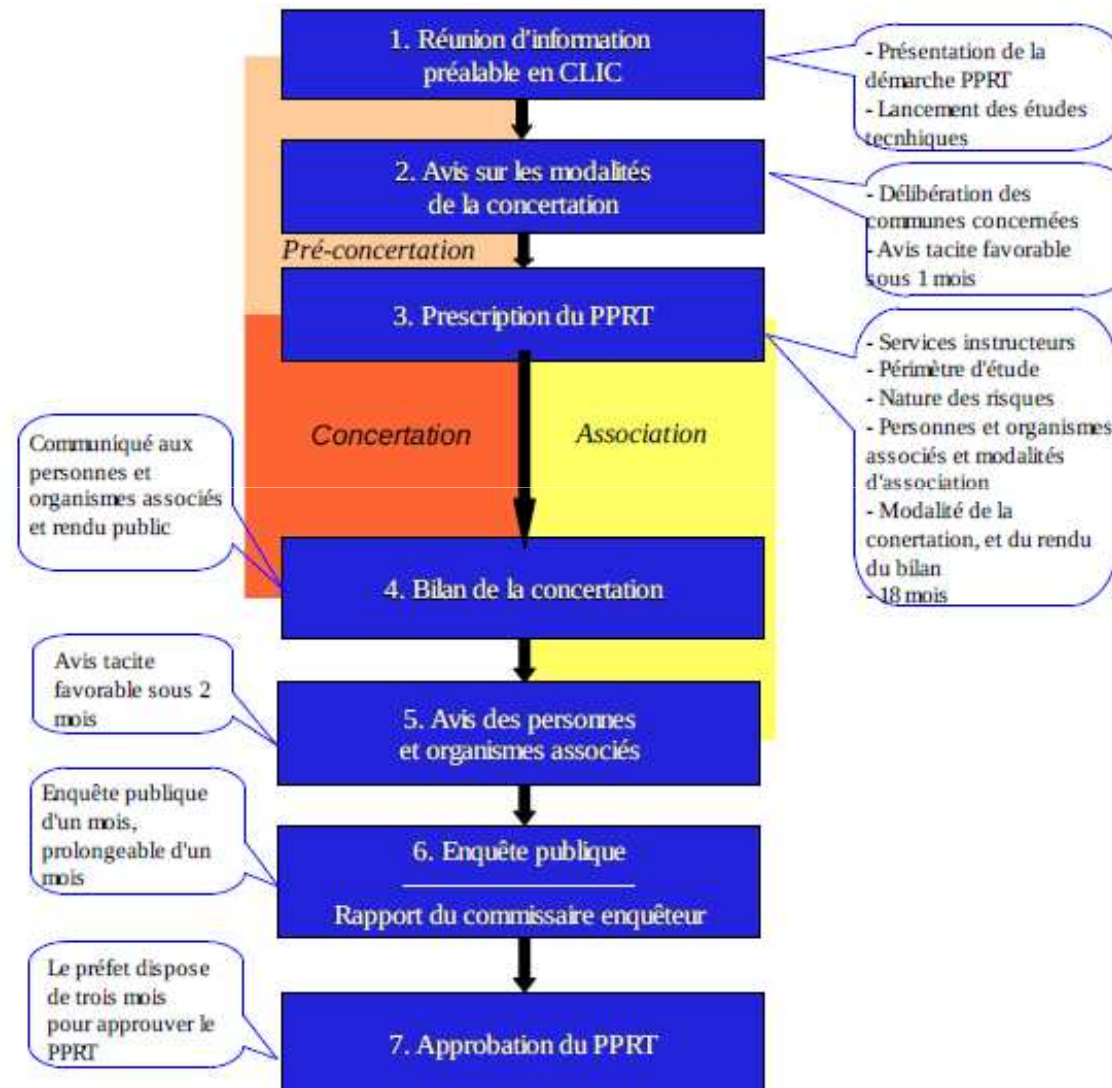 1. Réunion d'information
préalable en CLIC
- Présentation de la
démarche PPRT
- Lancement des études
tecnhiques
2. Avis sur les modalités
de la concertation
- Délibération des
communes concernées
- Avis tacite favorable
sous 1 mois
Pré-concertation
3. Prescription du PPRT
- Services instructeurs
- Périmètre d'étude
- Nature des risques
- Personnes et organismes
associés et modalités
d'association
- Modalité de la
conertation, et du rendu
du bilan
- 18 mois
Concertation
Association
Communiqué aux
personnes et
organismes associés
et rendu public
4. Bilan de la concertation
Avis tacite
favorable sous 2
mois
5. Avis des personnes
et organismes associés
Enquête publique
d'un mois,
prolongeable d'un
mois
6. Enquête publique
Rapport du commissaire enquêteur
Le préfet dispose
de trois mois
pour approuver le
PPRT
7. Approbation du PPRT